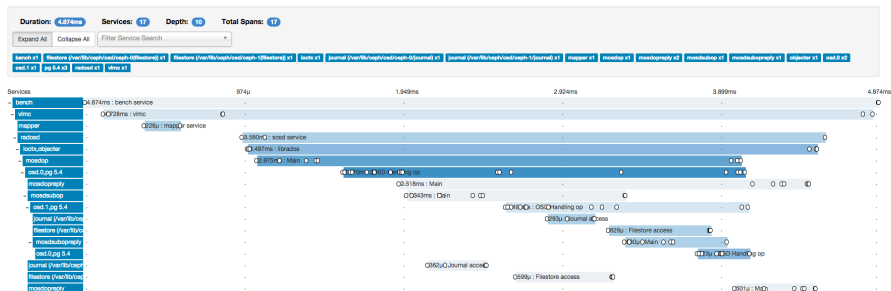 Duration: 4.874ms Services: 17 Depth: 10 Total Spans: 17
Expand All Collapse All Filter Service Search
bench x1 filestore (/var/lib/ceph/osd/ceph-0(filestore)) x1 filestore (/var/lib/ceph/osd/ceph-1(filestore)) x1 ioctx x1 journal (/var/lib/ceph/osd/ceph-0/journal) x1 journal (/var/lib/ceph/osd/ceph-1/journal) x1 mapper x1 mosdop x1 mosdopreply x2 mosdsubop x1 mosdsubopreply x1 objecter x1 osd.0 x2
osd.1 x1 pg 5.4 x3 radosd x1 vimc x1
Services 974μ 1.949ms 2.924ms 3.899ms 4.874ms
- bench 4.874ms : bench service
- vimc 728ms : vimc
mapper 226μ : mapper service
- radosd 3.580m : sosd service
- ioctx,objecter 3.497ms : librados
- mosdop 2.975m : Main
- osd.0,pg 5.4 Handling op
mosdopreply 2.518ms : Main
- mosdsubop 343ms : Main
- osd.1,pg 5.4 : OSD Handling op
journal (/var/lib/ce 293μ : Journal access
filestore (/var/lib/c 629μ : Filestore access
- mosdsubopreply Main
osd.0,pg 5.4 Handling op
journal (/var/lib/ceph 362μ : Journal access
filestore (/var/lib/cep 599μ : Filestore access
mosdopreply 601μ : Main